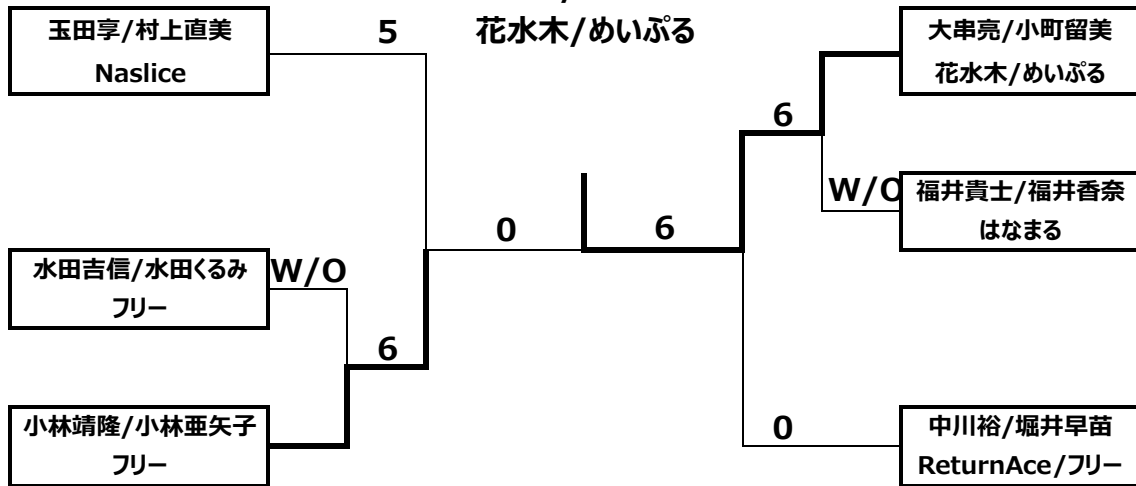 花水木/めいぷる
玉田享/村上直美
Naslice
5
大串亮/小町留美
花水木/めいぷる
6
W/O
福井貴士/福井香奈
はなまる
0
6
水田吉信/水田くるみ
フリー
W/O
6
小林靖隆/小林亜矢子
フリー
0
中川裕/堀井早苗
ReturnAce/フリー